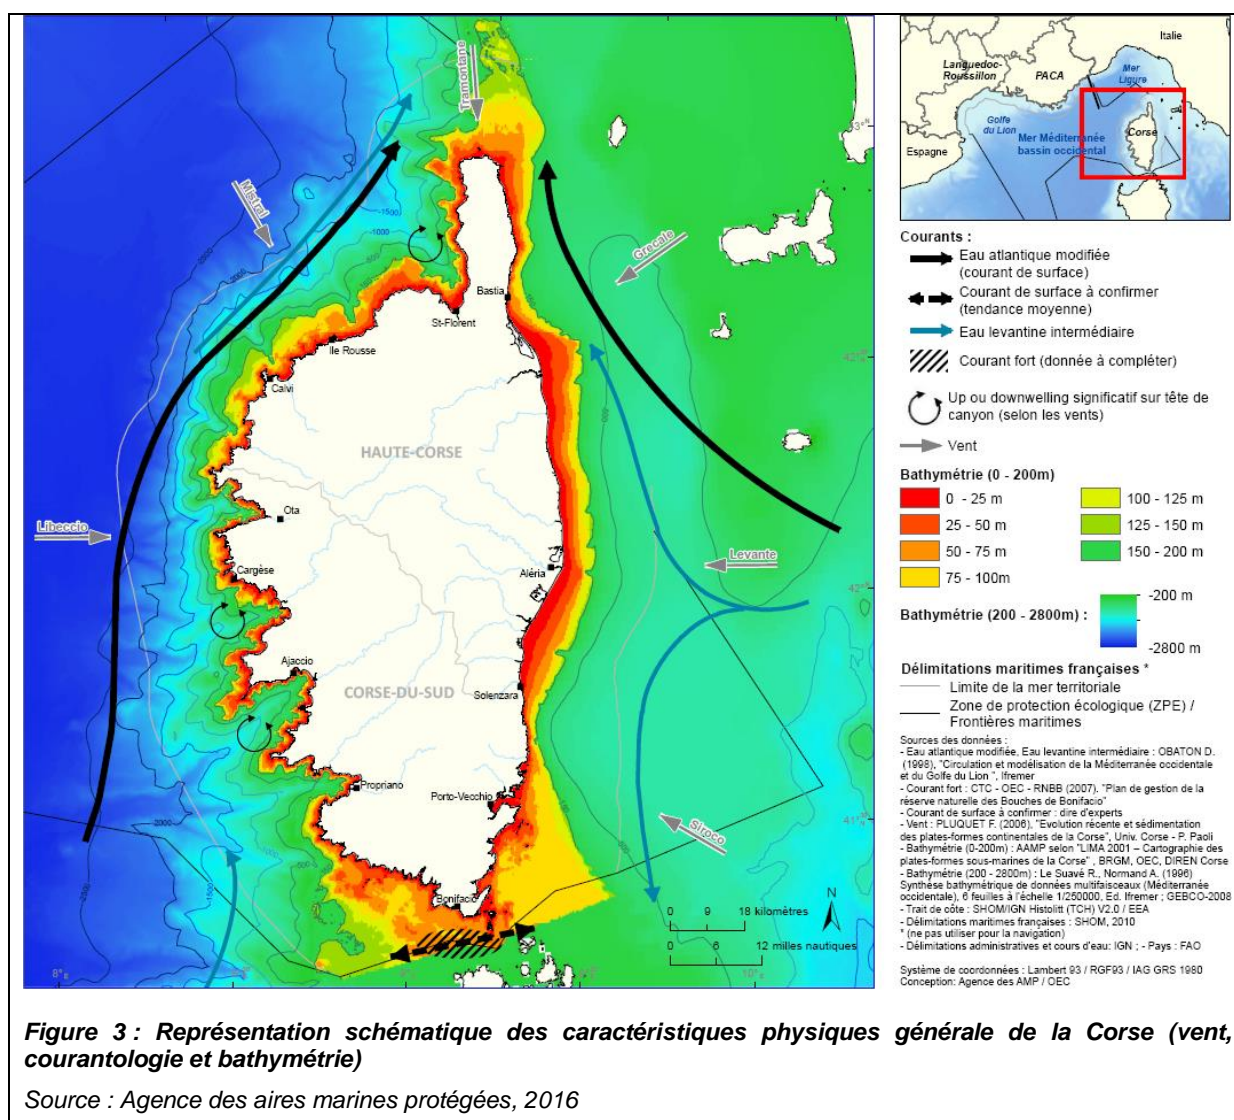 Tramontane
Mistral
Grecale
Libeccio
Levante
Siroco
Bastia
St-Florent
Ile Rousse
Calvi
HAUTE-CORSE
Ota
Cargèse
Aléria
Ajaccio
CORSE-DU-SUD
Solenzara
Propriano
Porto-Vecchio
Bonifacio
0 9 18 kilomètres
0 6 12 milles nautiques
N
Italie
Languedoc-
Roussillon
PACA
Mer
Ligure
Golfe
du Lion
Mer Méditerranée
bassin occidental
Corse
Espagne
Courants :
Eau atlantique modifiée
(courant de surface)
Courant de surface à confirmer
(tendance moyenne)
Eau levantine intermédiaire
Courant fort (donnée à compléter)
Up ou downwelling significatif sur tête de
canyon (selon les vents)
Vent
Bathymétrie (0 - 200m)
0 - 25 m
25 - 50 m
50 - 75 m
75 - 100m
100 - 125 m
125 - 150 m
150 - 200 m
Bathymétrie (200 - 2800m) :
-200 m
-2800 m
Délimitations maritimes françaises *
Limite de la mer territoriale
Zone de protection écologique (ZPE) /
Frontières maritimes
Sources des données :
- Eau atlantique modifiée, Eau levantine intermédiaire : OBATON D.
(1998), "Circulation et modélisation de la Méditerranée occidentale
et du Golfe du Lion ", Ifremer
- Courant fort : CTC - OEC - RNBB (2007). "Plan de gestion de la
réserve naturelle des Bouches de Bonifacio"
- Courant de surface à confirmer : dire d'experts
- Vent : PLUQUET F. (2006), "Evolution récente et sédimentation
des plates-formes continentales de la Corse", Univ. Corse - P. Paoli
- Bathymétrie (0-200m) : AAMP selon "LIMA 2001 – Cartographie des
plates-formes sous-marines de la Corse" , BRGM, OEC, DIREN Corse
- Bathymétrie (200 - 2800m) : Le Suavé R., Normand A. (1996)
Synthèse bathymétrique de données multifaisceaux (Méditerranée
occidentale), 6 feuilles à l'échelle 1/250000, Ed. Ifremer ; GEBCO-2008
- Trait de côte : SHOM/IGN Histolitt (TCH) V2.0 / EEA
- Délimitations maritimes françaises : SHOM, 2010
* (ne pas utiliser pour la navigation)
- Délimitations administratives et cours d'eau: IGN ; - Pays : FAO
Système de coordonnées : Lambert 93 / RGF93 / IAG GRS 1980
Conception: Agence des AMP / OEC
Figure 3 : Représentation schématique des caractéristiques physiques générale de la Corse (vent,
courantologie et bathymétrie)
Source : Agence des aires marines protégées, 2016